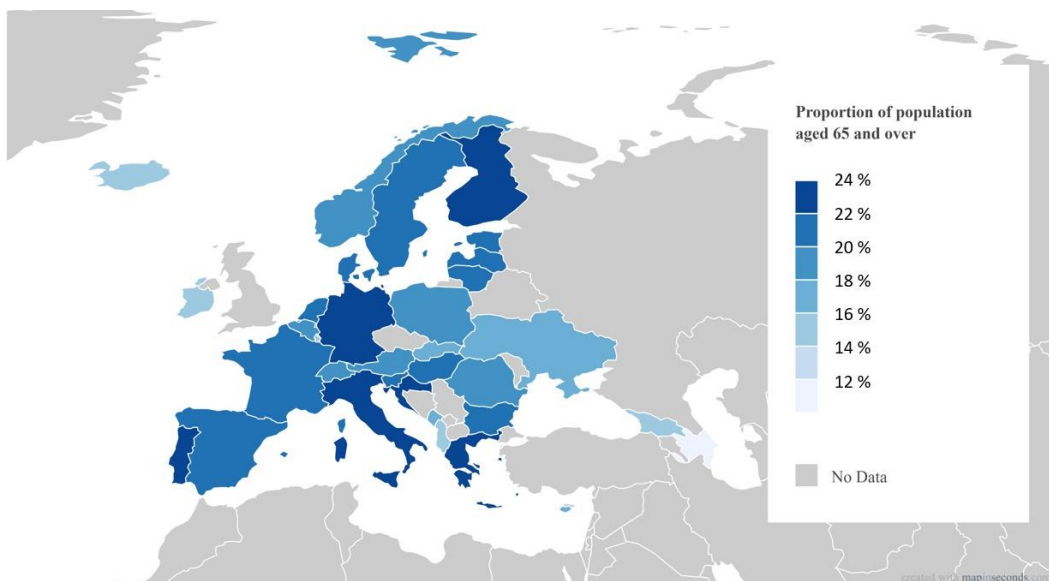 Proportion of population
aged 65 and over
24 %
22 %
20 %
18 %
16 %
14 %
12 %
No Data
created with mapinseconds.com